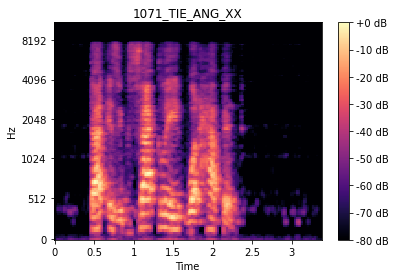 1071_TIE_ANG_XX
+0 dB
8192
-10 dB
4096
-20 dB
-30 dB
2048
Hz
-40 dB
1024
-50 dB
-60 dB
512
-70 dB
0
-80 dB
0 0.5 1 1.5 2 2.5 3
Time